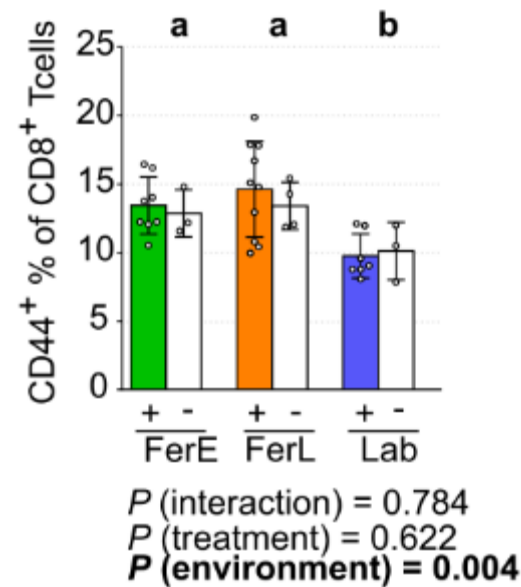 a a b
CD44⁺ % of CD8⁺ Tcells
25
20
15
10
5
0
+ - + - + -
FerE FerL Lab
P (interaction) = 0.784
P (treatment) = 0.622
P (environment) = 0.004